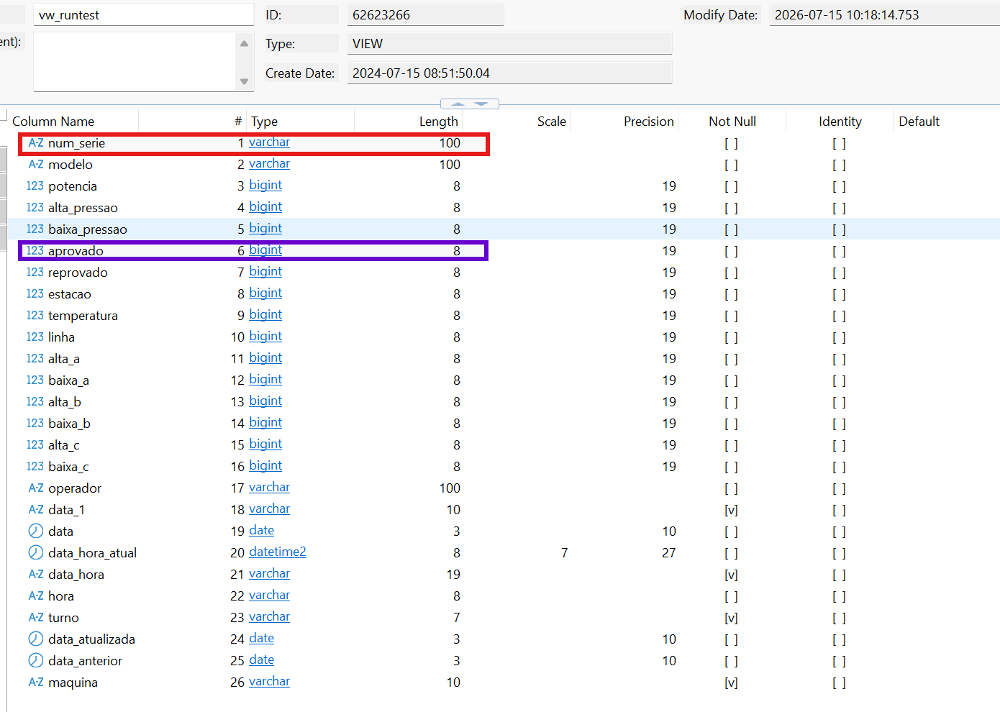 vw_runtest ID: 62623266 Modify Date: 2026-07-15 10:18:14.753
ent): Type: VIEW
Create Date: 2024-07-15 08:51:50.04
Column Name # Type Length Scale Precision Not Null Identity Default
A-Z num_serie 1 varchar 100 [ ] [ ]
A-Z modelo 2 varchar 100 [ ] [ ]
123 potencia 3 bigint 8 19 [ ] [ ]
123 alta_pressao 4 bigint 8 19 [ ] [ ]
123 baixa_pressao 5 bigint 8 19 [ ] [ ]
123 aprovado 6 bigint 8 19 [ ] [ ]
123 reprovado 7 bigint 8 19 [ ] [ ]
123 estacao 8 bigint 8 19 [ ] [ ]
123 temperatura 9 bigint 8 19 [ ] [ ]
123 linha 10 bigint 8 19 [ ] [ ]
123 alta_a 11 bigint 8 19 [ ] [ ]
123 baixa_a 12 bigint 8 19 [ ] [ ]
123 alta_b 13 bigint 8 19 [ ] [ ]
123 baixa_b 14 bigint 8 19 [ ] [ ]
123 alta_c 15 bigint 8 19 [ ] [ ]
123 baixa_c 16 bigint 8 19 [ ] [ ]
A-Z operador 17 varchar 100 [ ] [ ]
A-Z data_1 18 varchar 10 [v] [ ]
data 19 date 3 10 [ ] [ ]
data_hora_atual 20 datetime2 8 7 27 [ ] [ ]
A-Z data_hora 21 varchar 19 [v] [ ]
A-Z hora 22 varchar 8 [ ] [ ]
A-Z turno 23 varchar 7 [v] [ ]
data_atualizada 24 date 3 10 [ ] [ ]
data_anterior 25 date 3 10 [ ] [ ]
A-Z maquina 26 varchar 10 [v] [ ]